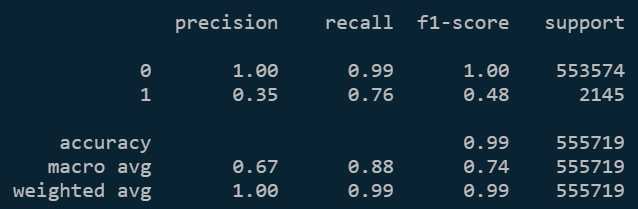 precision recall f1-score support
0 1.00 0.99 1.00 553574
1 0.35 0.76 0.48 2145
accuracy 0.99 555719
macro avg 0.67 0.88 0.74 555719
weighted avg 1.00 0.99 0.99 555719